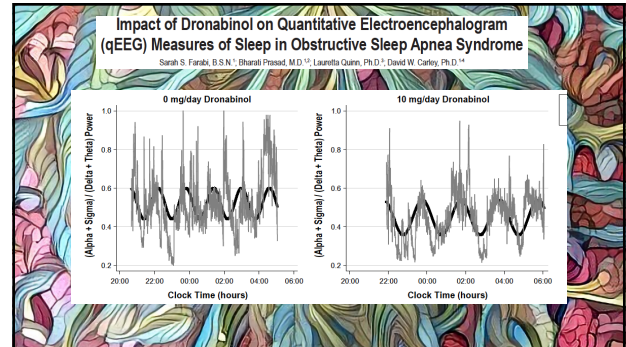 Impact of Dronabinol on Quantitative Electroencephalogram
(qEEG) Measures of Sleep in Obstructive Sleep Apnea Syndrome
Sarah S. Farabi, B.S.N.¹; Bharati Prasad, M.D.¹,²; Lauretta Quinn, Ph.D.³; David W. Carley, Ph.D.¹,⁴
0 mg/day Dronabinol
(Alpha + Sigma) / (Delta + Theta) Power
1.0
0.8
0.6
0.4
0.2
20:00 22:00 00:00 02:00 04:00 06:00
Clock Time (hours)
10 mg/day Dronabinol
(Alpha + Sigma) / (Delta + Theta) Power
1.0
0.8
0.6
0.4
0.2
20:00 22:00 00:00 02:00 04:00 06:00
Clock Time (hours)